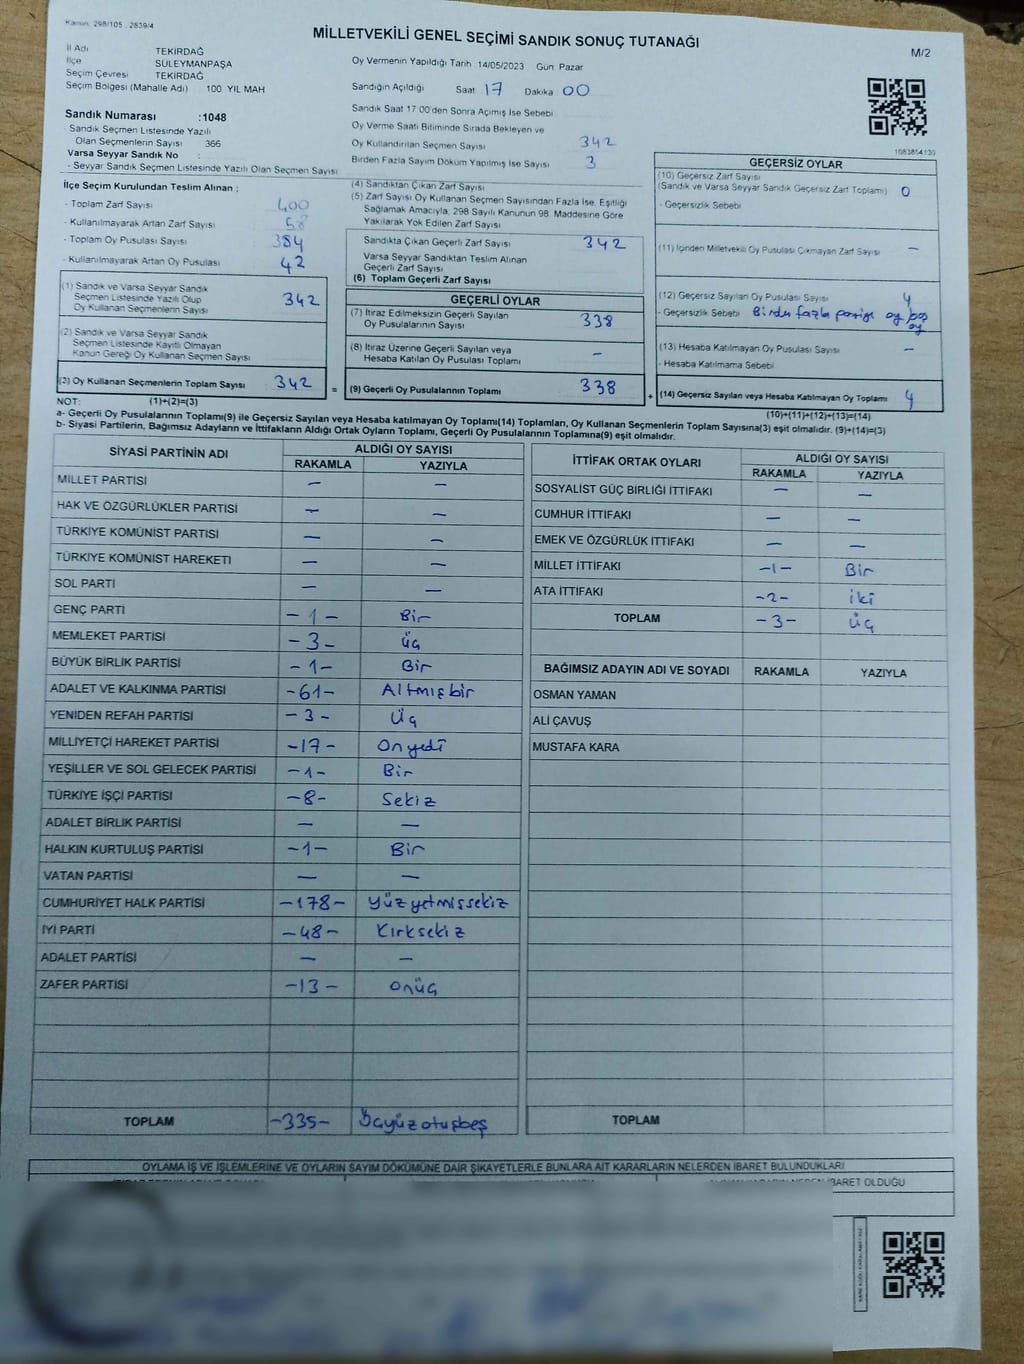 Kanun: 298/105 , 2839/4
MİLLETVEKİLİ GENEL SEÇİMİ SANDIK SONUÇ TUTANAĞI
M/2
İl Adı TEKİRDAĞ
İlçe SÜLEYMANPAŞA
Seçim Çevresi TEKİRDAĞ
Seçim Bölgesi (Mahalle Adı) 100. YIL MAH
Oy Vermenin Yapıldığı Tarih 14/05/2023 Gün Pazar
Sandığın Açıldığı Saat 17 Dakika 00
Sandık Saat 17.00'den Sonra Açılmış İse Sebebi
Oy Verme Saati Bitiminde Sırada Bekleyen ve
Oy Kullandırılan Seçmen Sayısı 342
Birden Fazla Sayım Döküm Yapılmış İse Sayısı 3
Sandık Numarası :1048
- Sandık Seçmen Listesinde Yazılı
Olan Seçmenlerin Sayısı 366
Varsa Seyyar Sandık No :
- Seyyar Sandık Seçmen Listesinde Yazılı Olan Seçmen Sayısı
1083854130
İlçe Seçim Kurulundan Teslim Alınan :
- Toplam Zarf Sayısı 400
- Kullanılmayarak Artan Zarf Sayısı 58
- Toplam Oy Pusulası Sayısı 384
- Kullanılmayarak Artan Oy Pusulası 42
(1) Sandık ve Varsa Seyyar Sandık
Seçmen Listesinde Yazılı Olup
Oy Kullanan Seçmenlerin Sayısı 342
(2) Sandık ve Varsa Seyyar Sandık
Seçmen Listesinde Kayıtlı Olmayan
Kanun Gereği Oy Kullanan Seçmen Sayısı
(3) Oy Kullanan Seçmenlerin Toplam Sayısı 342 =
(4) Sandıktan Çıkan Zarf Sayısı
(5) Zarf Sayısı Oy Kullanan Seçmen Sayısından Fazla İse, Eşitliği
Sağlamak Amacıyla, 298 Sayılı Kanunun 98. Maddesine Göre
Yakılarak Yok Edilen Zarf Sayısı
Sandıkta Çıkan Geçerli Zarf Sayısı 342
Varsa Seyyar Sandıktan Teslim Alınan
Geçerli Zarf Sayısı
(6) Toplam Geçerli Zarf Sayısı
GEÇERLİ OYLAR
(7) İtiraz Edilmeksizin Geçerli Sayılan
Oy Pusulalarının Sayısı 338
(8) İtiraz Üzerine Geçerli Sayılan veya
Hesaba Katılan Oy Pusulası Toplamı –
(9) Geçerli Oy Pusulalarının Toplamı 338 +
GEÇERSİZ OYLAR
(10) Geçersiz Zarf Sayısı
(Sandık ve Varsa Seyyar Sandık Geçersiz Zarf Toplamı) 0
- Geçersizlik Sebebi
(11) İçinden Milletvekili Oy Pusulası Çıkmayan Zarf Sayısı –
(12) Geçersiz Sayılan Oy Pusulası Sayısı 4
- Geçersizlik Sebebi Birden fazla partiye oy, boş
oy
(13) Hesaba Katılmayan Oy Pusulası Sayısı –
- Hesaba Katılmama Sebebi
(14) Geçersiz Sayılan veya Hesaba Katılmayan Oy Pusulası Toplamı 4
NOT: (1)+(2)=(3)
(10)+(11)+(12)+(13)=(14)
a- Geçerli Oy Pusulalarının Toplamı(9) ile Geçersiz Sayılan veya Hesaba katılmayan Oy Toplamı(14) Toplamları, Oy Kullanan Seçmenlerin Toplam Sayısına(3) eşit olmalıdır. (9)+(14)=(3)
b- Siyasi Partilerin, Bağımsız Adayların ve İttifakların Aldığı Ortak Oyların Toplamı, Geçerli Oy Pusulalarının Toplamına(9) eşit olmalıdır.
SİYASİ PARTİNİN ADI ALDIĞI OY SAYISI
RAKAMLA YAZIYLA
MİLLET PARTİSİ – –
HAK VE ÖZGÜRLÜKLER PARTİSİ – –
TÜRKİYE KOMÜNİST PARTİSİ – –
TÜRKİYE KOMÜNİST HAREKETİ – –
SOL PARTİ – –
GENÇ PARTİ -1- Bir
MEMLEKET PARTİSİ -3- üç
BÜYÜK BİRLİK PARTİSİ -1- Bir
ADALET VE KALKINMA PARTİSİ -61- Altmışbir
YENİDEN REFAH PARTİSİ -3- Üç
MİLLİYETÇİ HAREKET PARTİSİ -17- Onyedi
YEŞİLLER VE SOL GELECEK PARTİSİ -1- Bir
TÜRKİYE İŞÇİ PARTİSİ -8- Sekiz
ADALET BİRLİK PARTİSİ – –
HALKIN KURTULUŞ PARTİSİ -1- Bir
VATAN PARTİSİ – –
CUMHURİYET HALK PARTİSİ -178- Yüzyetmişsekiz
İYİ PARTİ -48- Kırksekiz
ADALET PARTİSİ – –
ZAFER PARTİSİ -13- Onüç
TOPLAM -335- Üçyüzotuzbeş
İTTİFAK ORTAK OYLARI ALDIĞI OY SAYISI
RAKAMLA YAZIYLA
SOSYALİST GÜÇ BİRLİĞİ İTTİFAKI – –
CUMHUR İTTİFAKI – –
EMEK VE ÖZGÜRLÜK İTTİFAKI – –
MİLLET İTTİFAKI -1- Bir
ATA İTTİFAKI -2- iki
TOPLAM -3- Üç
BAĞIMSIZ ADAYIN ADI VE SOYADI RAKAMLA YAZIYLA
OSMAN YAMAN
ALİ ÇAVUŞ
MUSTAFA KARA
TOPLAM
OYLAMA İŞ VE İŞLEMLERİNE VE OYLARIN SAYIM DÖKÜMÜNE DAİR ŞİKAYETLERLE BUNLARA AİT KARARLARIN NELERDEN İBARET BULUNDUKLARI
İBARET OLDUĞU